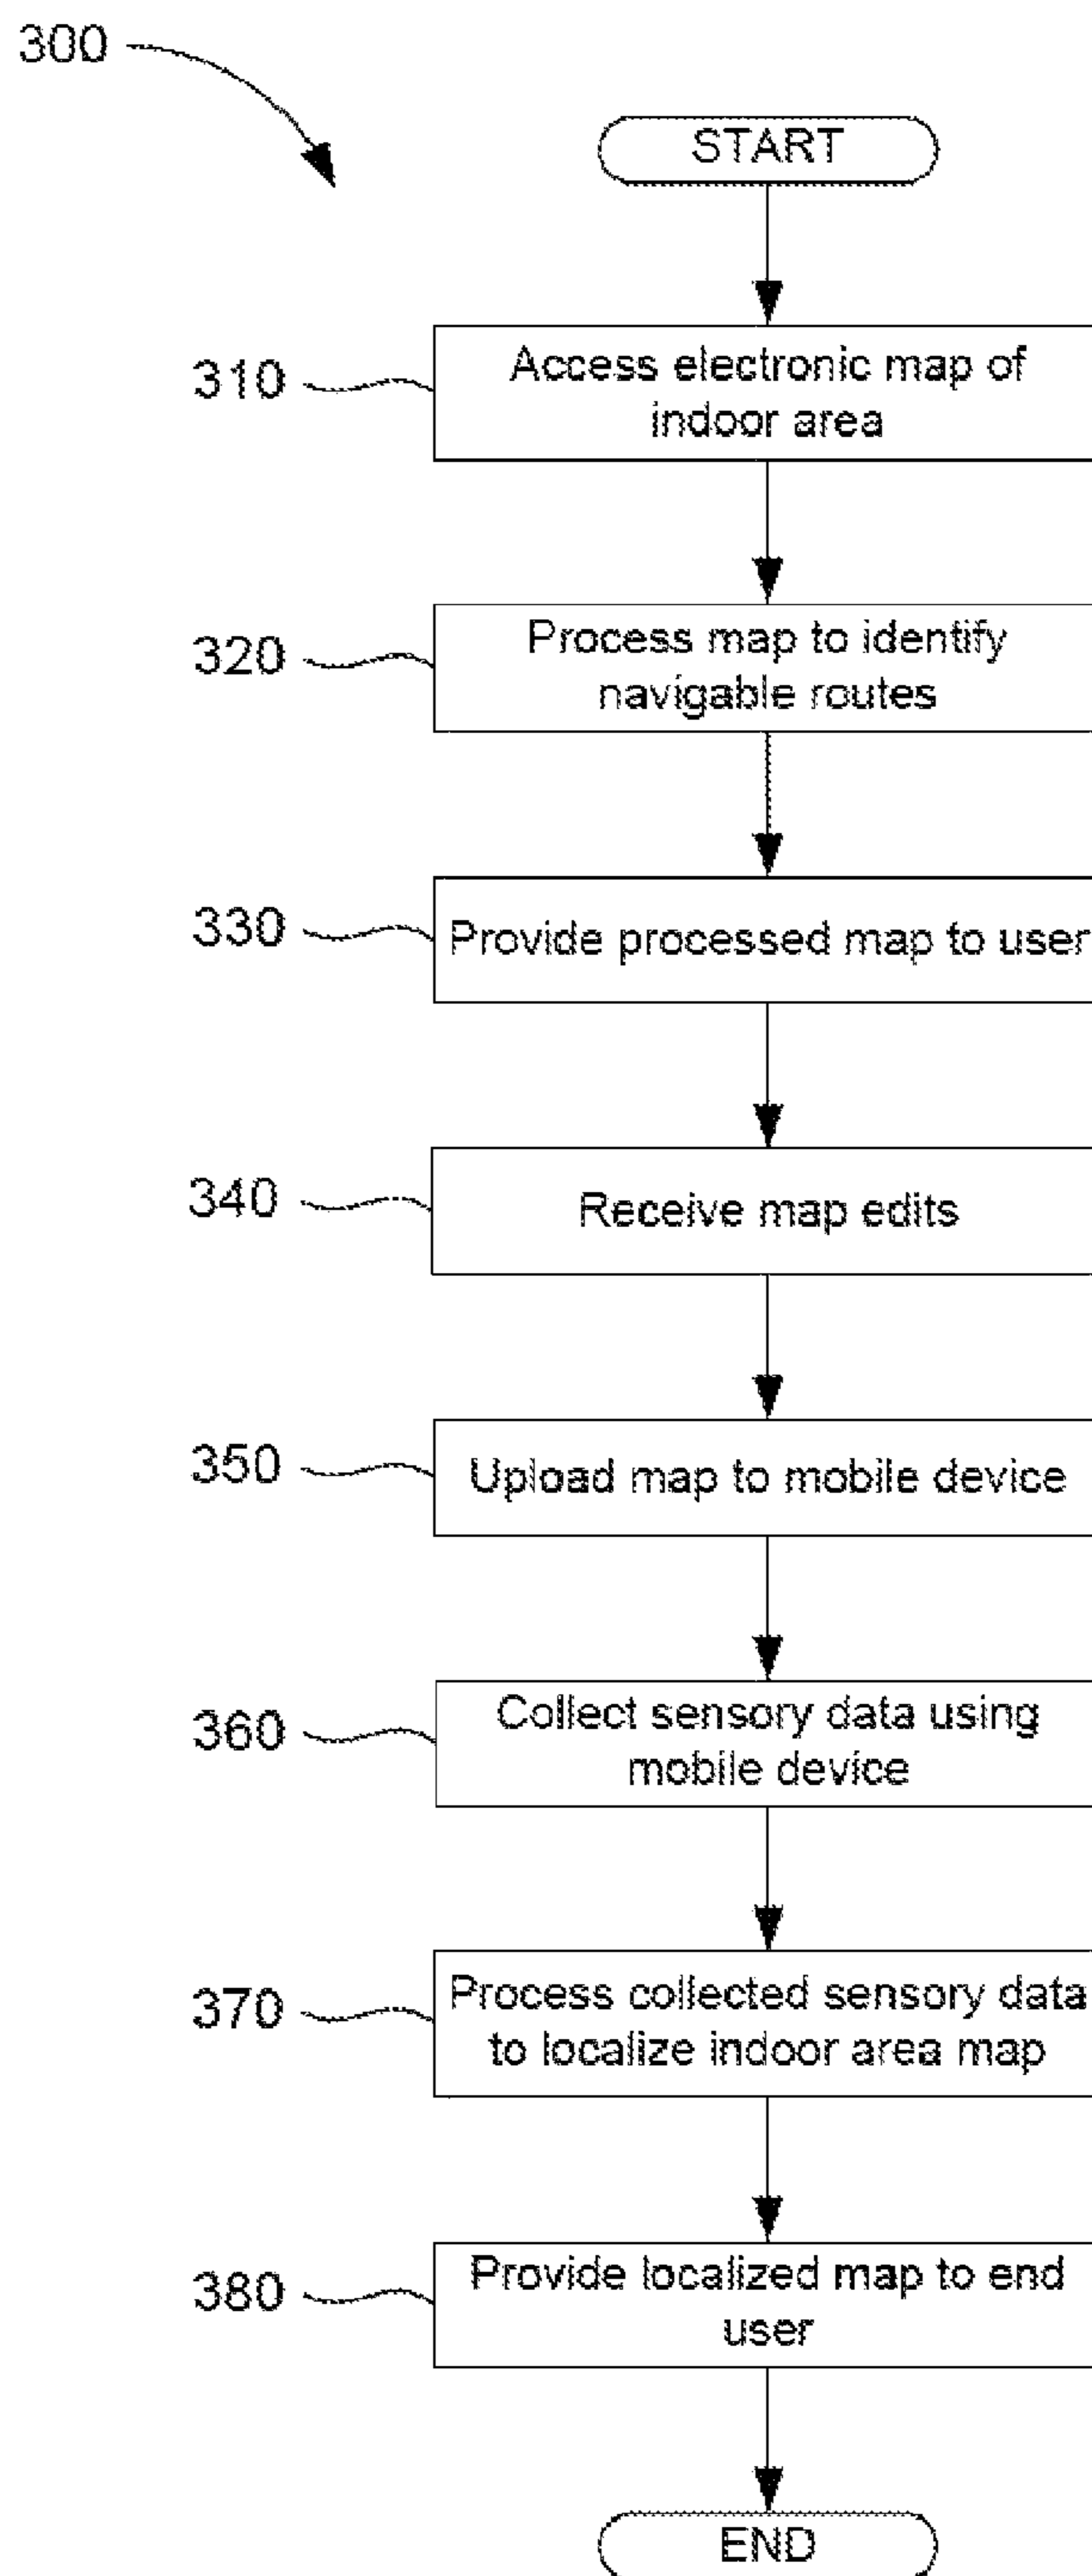 300
START
310
Access electronic map of
indoor area
320
Process map to identify
navigable routes
330
Provide processed map to user
340
Receive map edits
350
Upload map to mobile device
360
Collect sensory data using
mobile device
370
Process collected sensory data
to localize indoor area map
380
Provide localized map to end
user
END